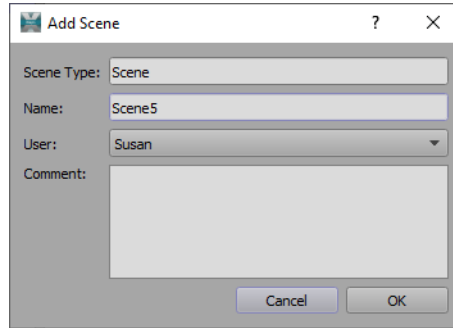 Add Scene ? ×
Scene Type: Scene
Name: Scene5
User: Susan
Comment:
Cancel OK